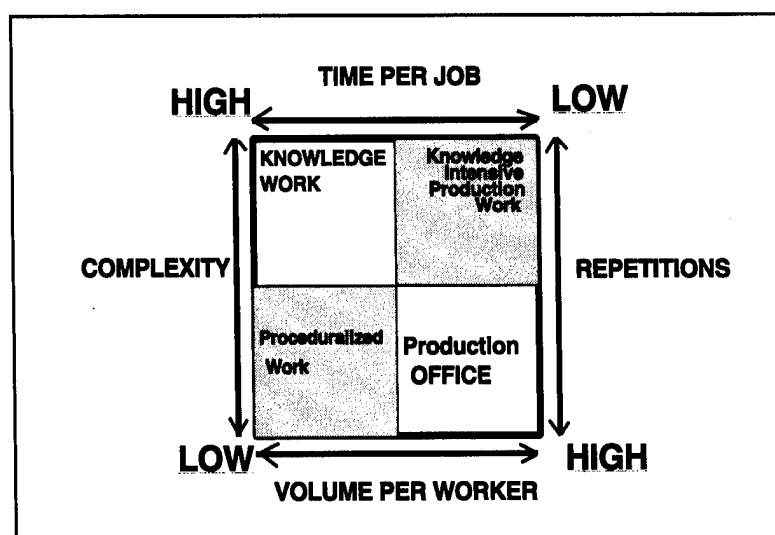 TIME PER JOB
HIGH
LOW
KNOWLEDGE
WORK
Knowledge
Intensive
Production
Work
COMPLEXITY
REPETITIONS
Proceduralized
Work
Production
OFFICE
LOW
HIGH
VOLUME PER WORKER